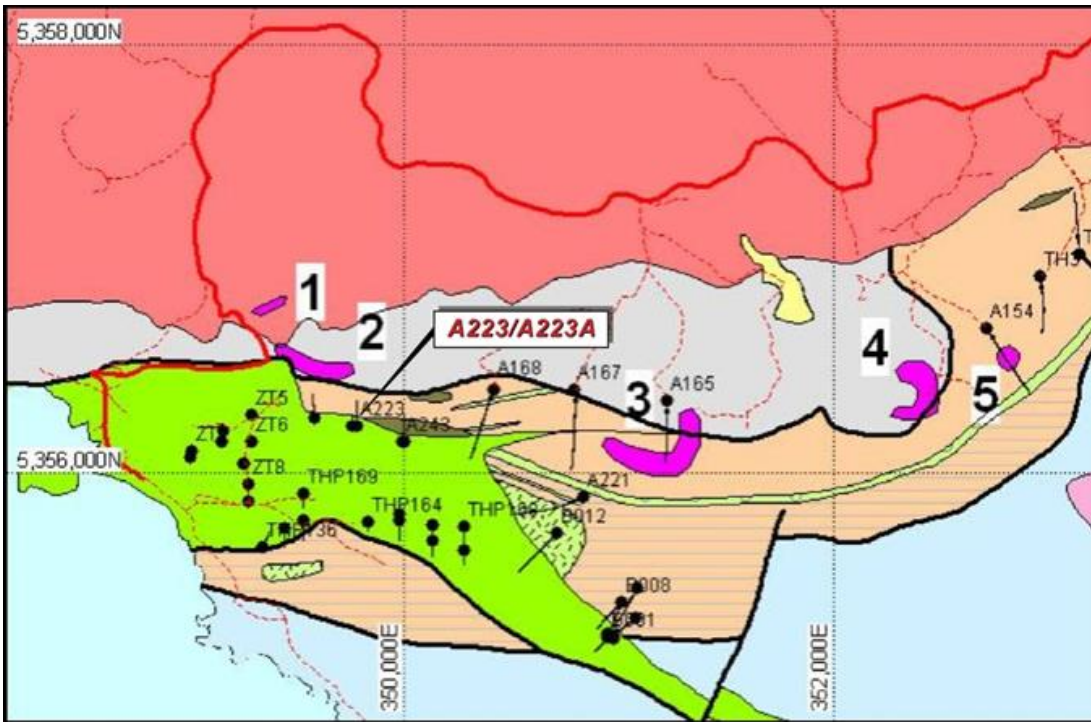 5,358,000N
1
2
A223/A223A
A168
A167
3
A165
4
5
A154
TH3
ZT5
A223
ZT6
A243
5,356,000N
ZT8
THP169
A221
THP164
B012
350,000E
352,000E